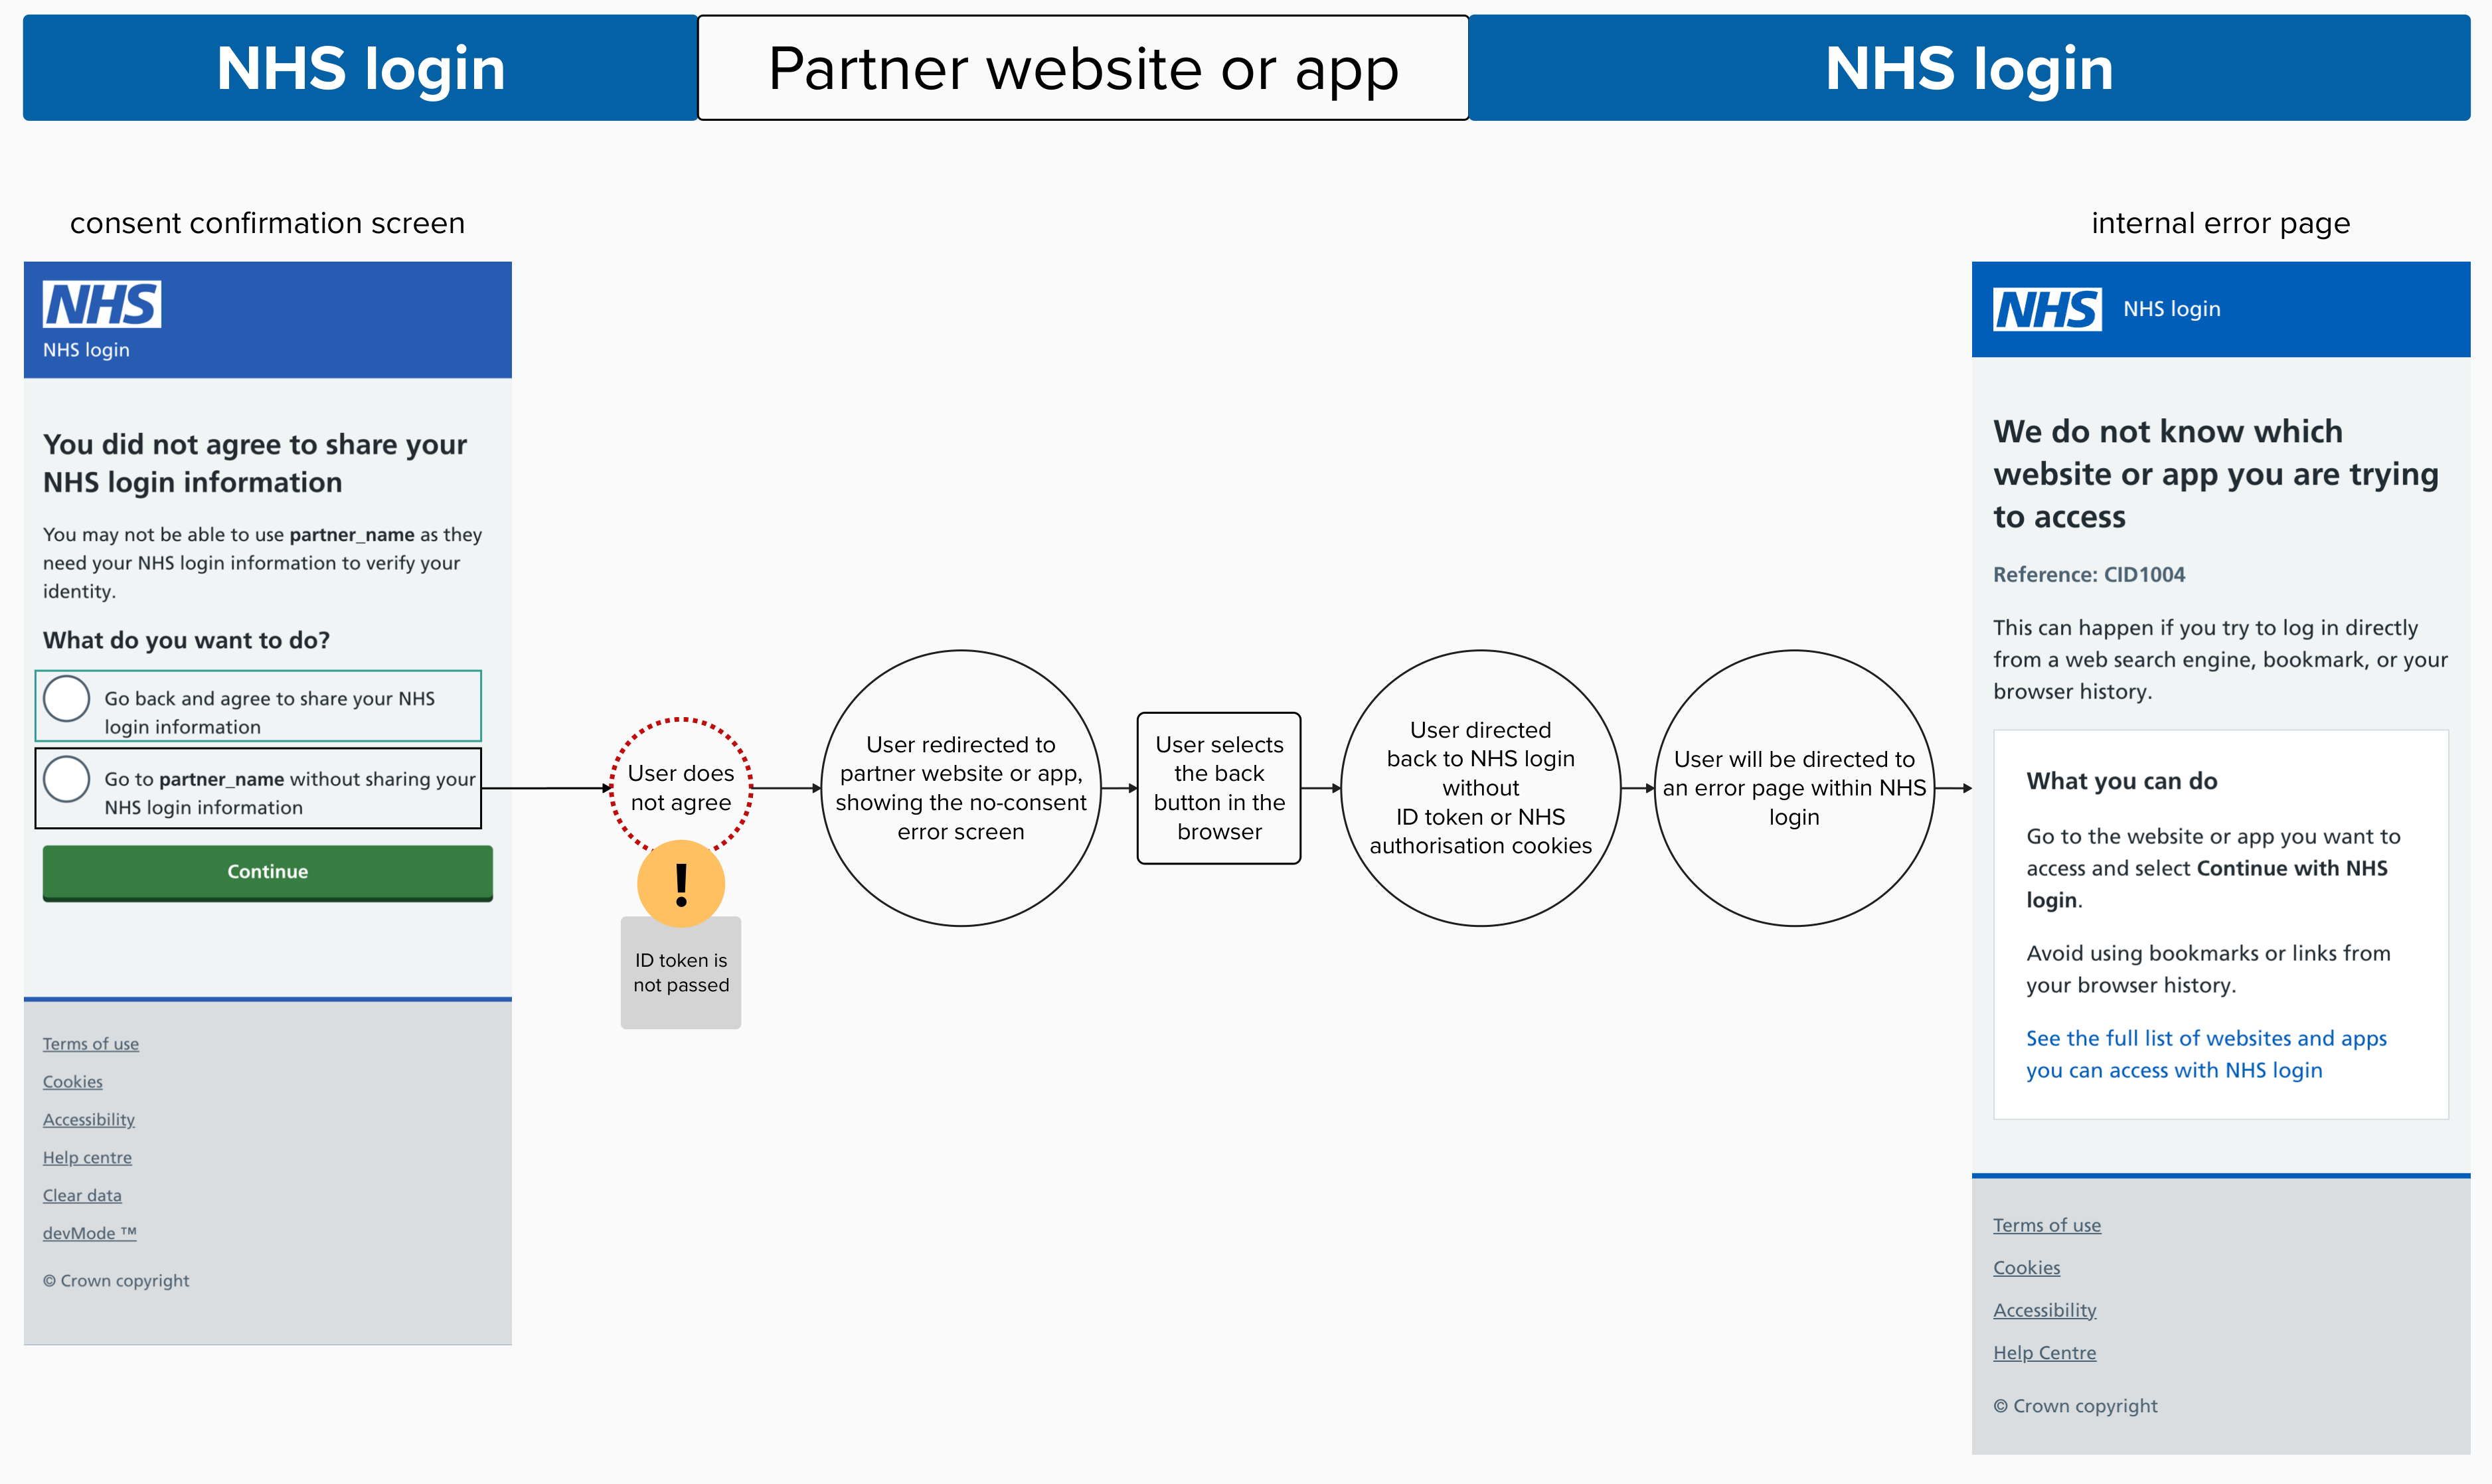 NHS login
Partner website or app
NHS login
consent confirmation screen
NHS
NHS login
You did not agree to share your
NHS login information
You may not be able to use partner_name as they
need your NHS login information to verify your
identity.
What do you want to do?
Go back and agree to share your NHS
login information
Go to partner_name without sharing your
NHS login information
Continue
Terms of use
Cookies
Accessibility
Help centre
Clear data
devMode ™
© Crown copyright
User does
not agree
!
ID token is
not passed
User redirected to
partner website or app,
showing the no-consent
error screen
User selects
the back
button in the
browser
User directed
back to NHS login
without
ID token or NHS
authorisation cookies
User will be directed to
an error page within NHS
login
internal error page
NHS
NHS login
We do not know which
website or app you are trying
to access
Reference: CID1004
This can happen if you try to log in directly
from a web search engine, bookmark, or your
browser history.
What you can do
Go to the website or app you want to
access and select Continue with NHS
login.
Avoid using bookmarks or links from
your browser history.
See the full list of websites and apps
you can access with NHS login
Terms of use
Cookies
Accessibility
Help Centre
© Crown copyright